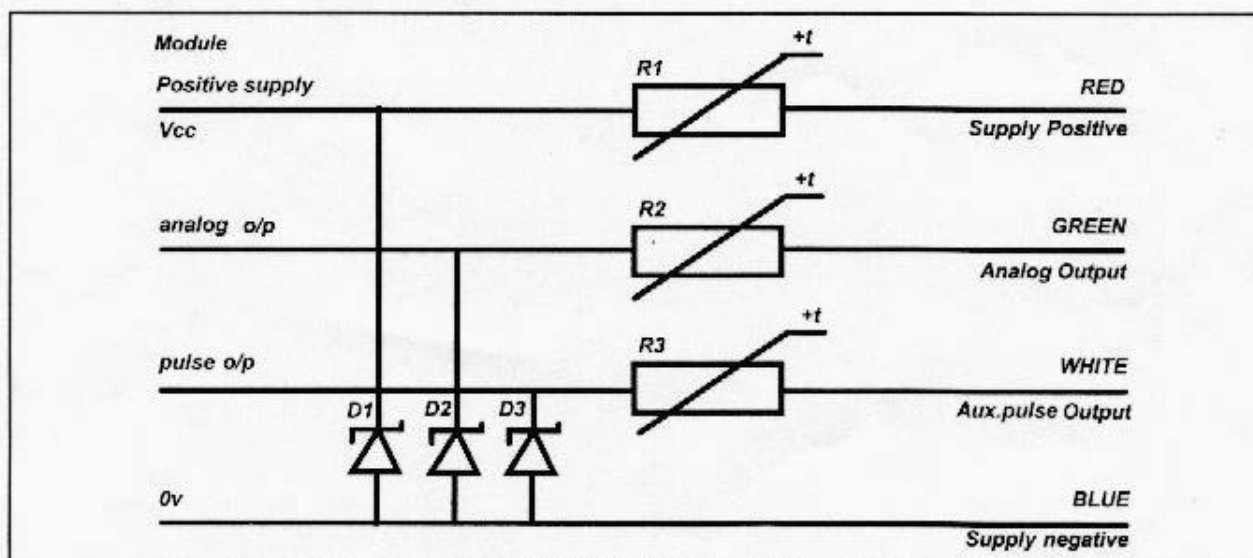 Module
+t
R1
Positive supply
RED
Vcc
Supply Positive
+t
R2
analog o/p
GREEN
Analog Output
+t
R3
pulse o/p
WHITE
D1 D2 D3
Aux.pulse Output
0v
BLUE
Supply negative